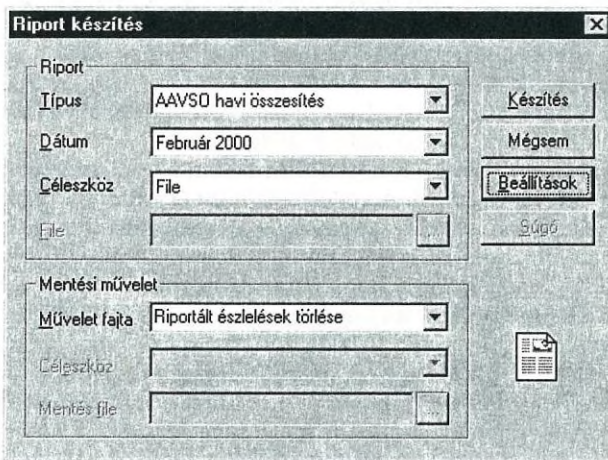 Riport készítés
Riport
Típus AAVSO havi összesítés
Dátum Február 2000
Céleszköz File
File ...
Készítés
Mégsem
Beállítások
Súgó
Mentési művelet
Művelet fajta Riportált észlelések törlése
Céleszköz
Mentés file ...